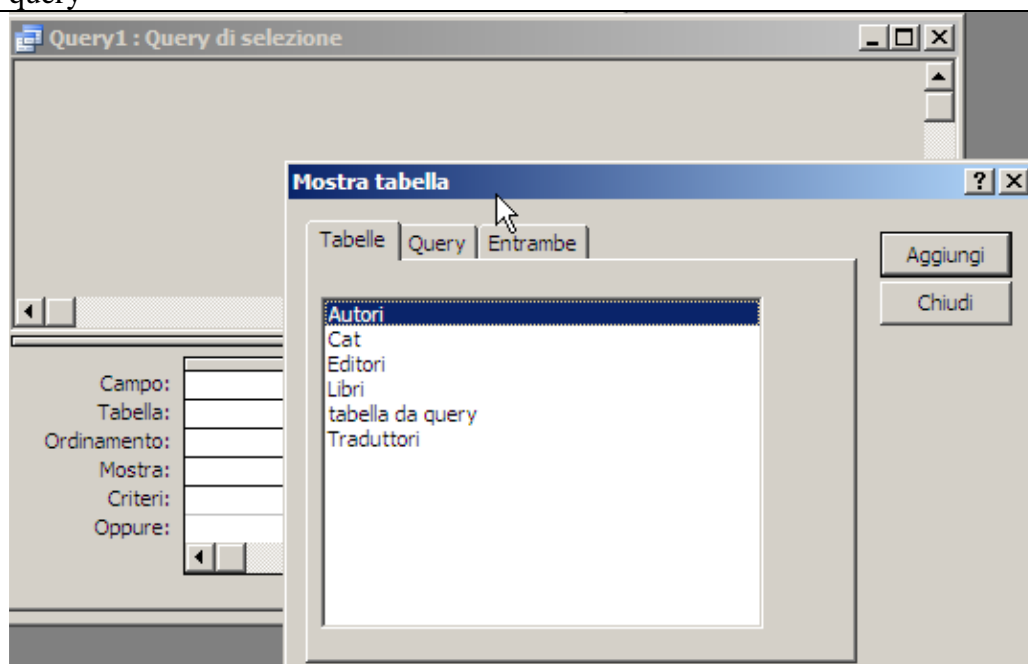 query
Query1 : Query di selezione
Mostra tabella
Tabelle Query Entrambe
Aggiungi
Chiudi
Autori
Cat
Editori
Libri
tabella da query
Traduttori
Campo:
Tabella:
Ordinamento:
Mostra:
Criteri:
Oppure: